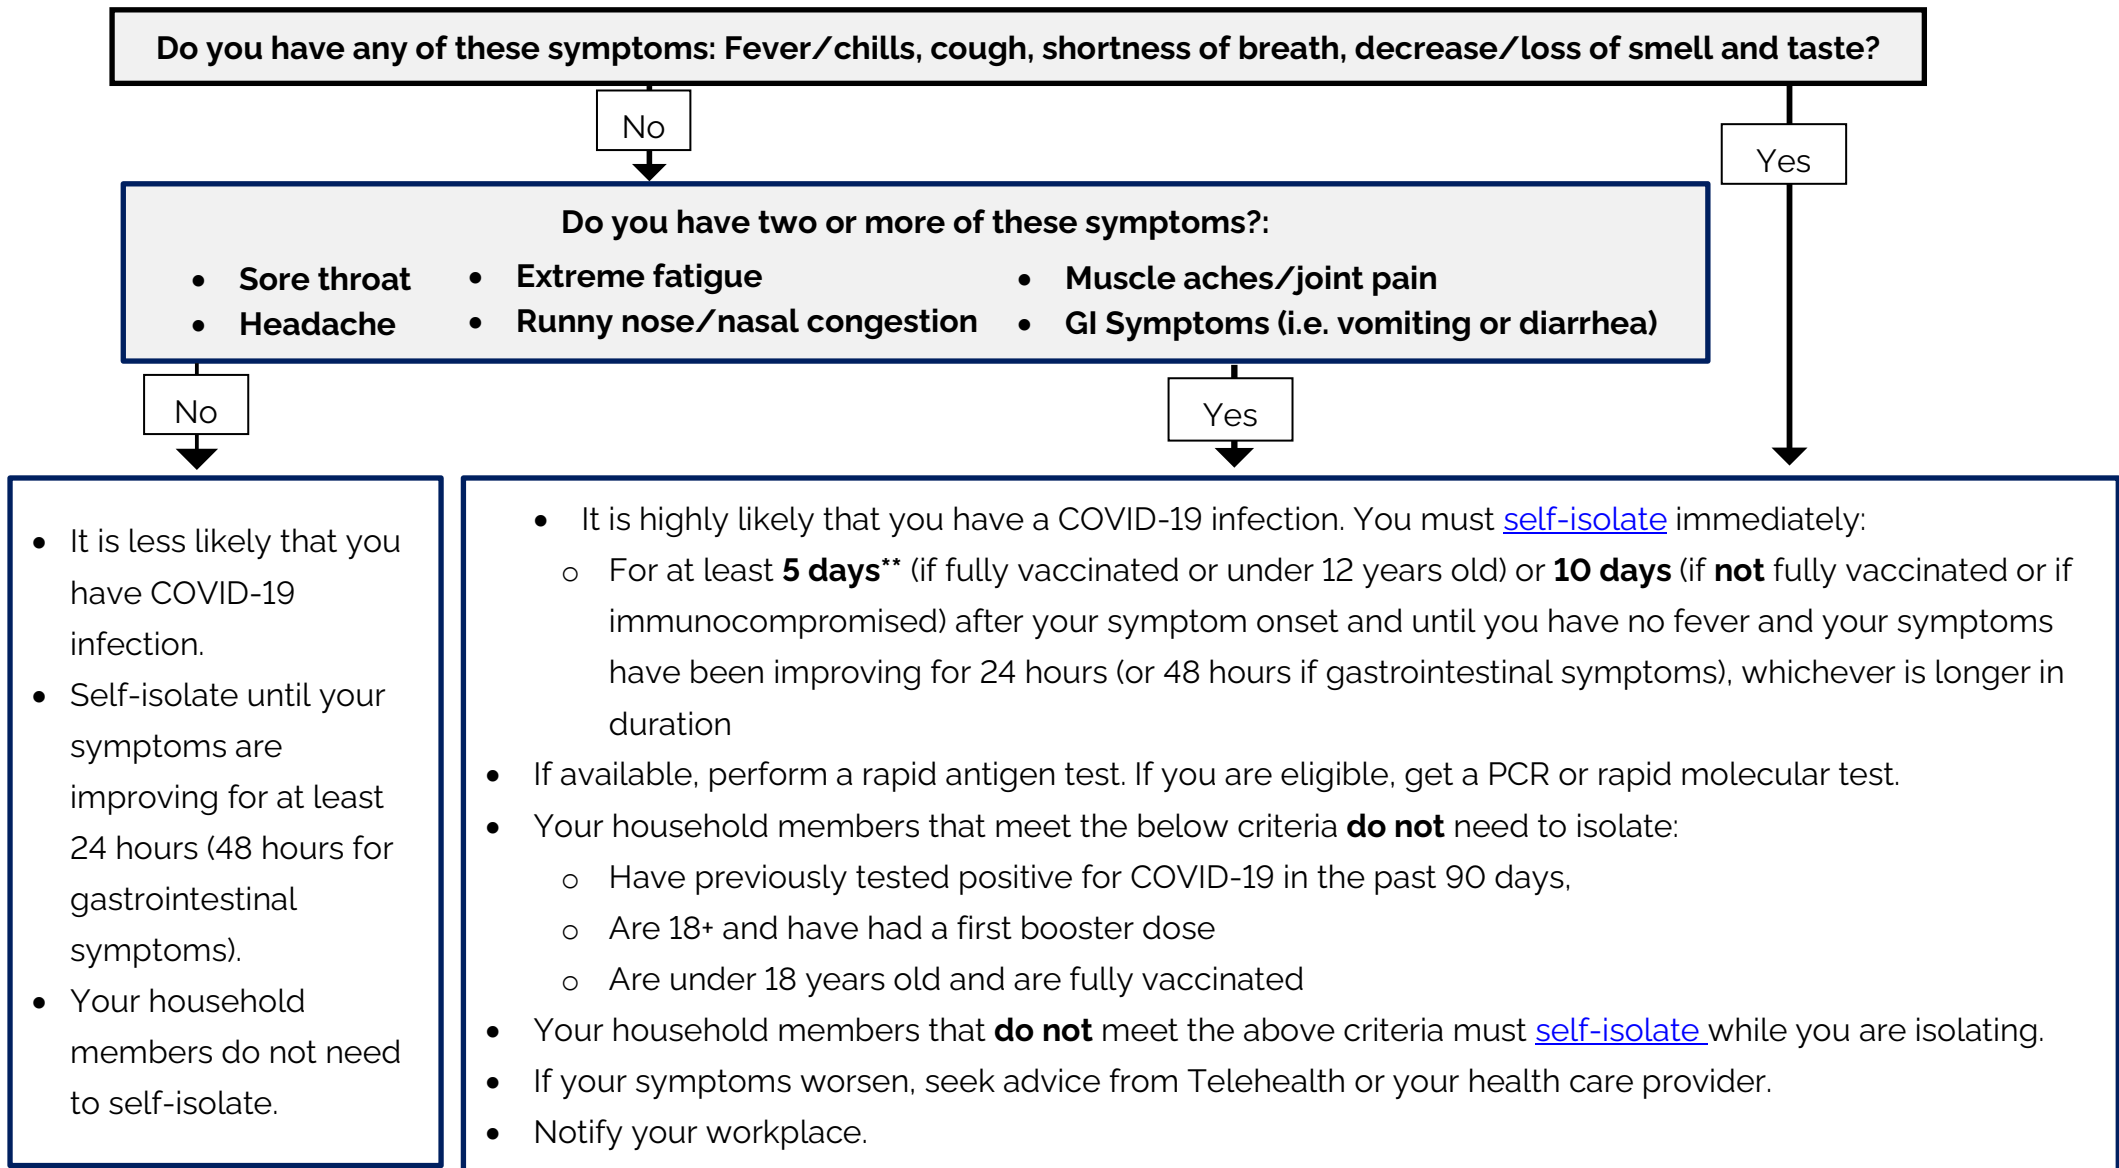 Do you have any of these symptoms: Fever/chills, cough, shortness of breath, decrease/loss of smell and taste?
No
Yes
Do you have two or more of these symptoms?:
• Sore throat
• Headache
• Extreme fatigue
• Runny nose/nasal congestion
• Muscle aches/joint pain
• GI Symptoms (i.e. vomiting or diarrhea)
No
Yes
• It is less likely that you
have COVID-19
infection.
• Self-isolate until your
symptoms are
improving for at least
24 hours (48 hours for
gastrointestinal
symptoms).
• Your household
members do not need
to self-isolate.
• It is highly likely that you have a COVID-19 infection. You must self-isolate immediately:
o For at least 5 days** (if fully vaccinated or under 12 years old) or 10 days (if not fully vaccinated or if
immunocompromised) after your symptom onset and until you have no fever and your symptoms
have been improving for 24 hours (or 48 hours if gastrointestinal symptoms), whichever is longer in
duration
• If available, perform a rapid antigen test. If you are eligible, get a PCR or rapid molecular test.
• Your household members that meet the below criteria do not need to isolate:
o Have previously tested positive for COVID-19 in the past 90 days,
o Are 18+ and have had a first booster dose
o Are under 18 years old and are fully vaccinated
• Your household members that do not meet the above criteria must self-isolate while you are isolating.
• If your symptoms worsen, seek advice from Telehealth or your health care provider.
• Notify your workplace.